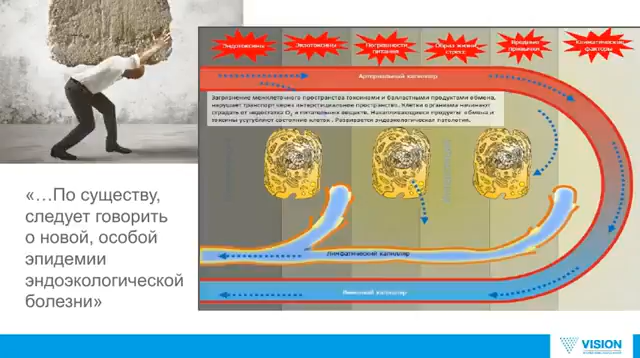 Эндотоксины
Экзотоксины
Погрешности
питания
Образ жизни
стресс
Вредные
привычки
Климатические
факторы
Артериальный капилляр
Загрязнение межклеточного пространства токсинами и балластными продуктами обмена,
нарушает транспорт через интерстициальное пространство. Клетки органами начинают
страдать от недостатка O₂ и питательных веществ. Накапливающиеся продукты обмена и
токсины усугубляют состояние клеток. Развивается эндоэкологическая патология.
«…По существу,
следует говорить
о новой, особой
эпидемии
эндоэкологической
болезни»
Лимфатический капилляр
Венозный капилляр
VISION